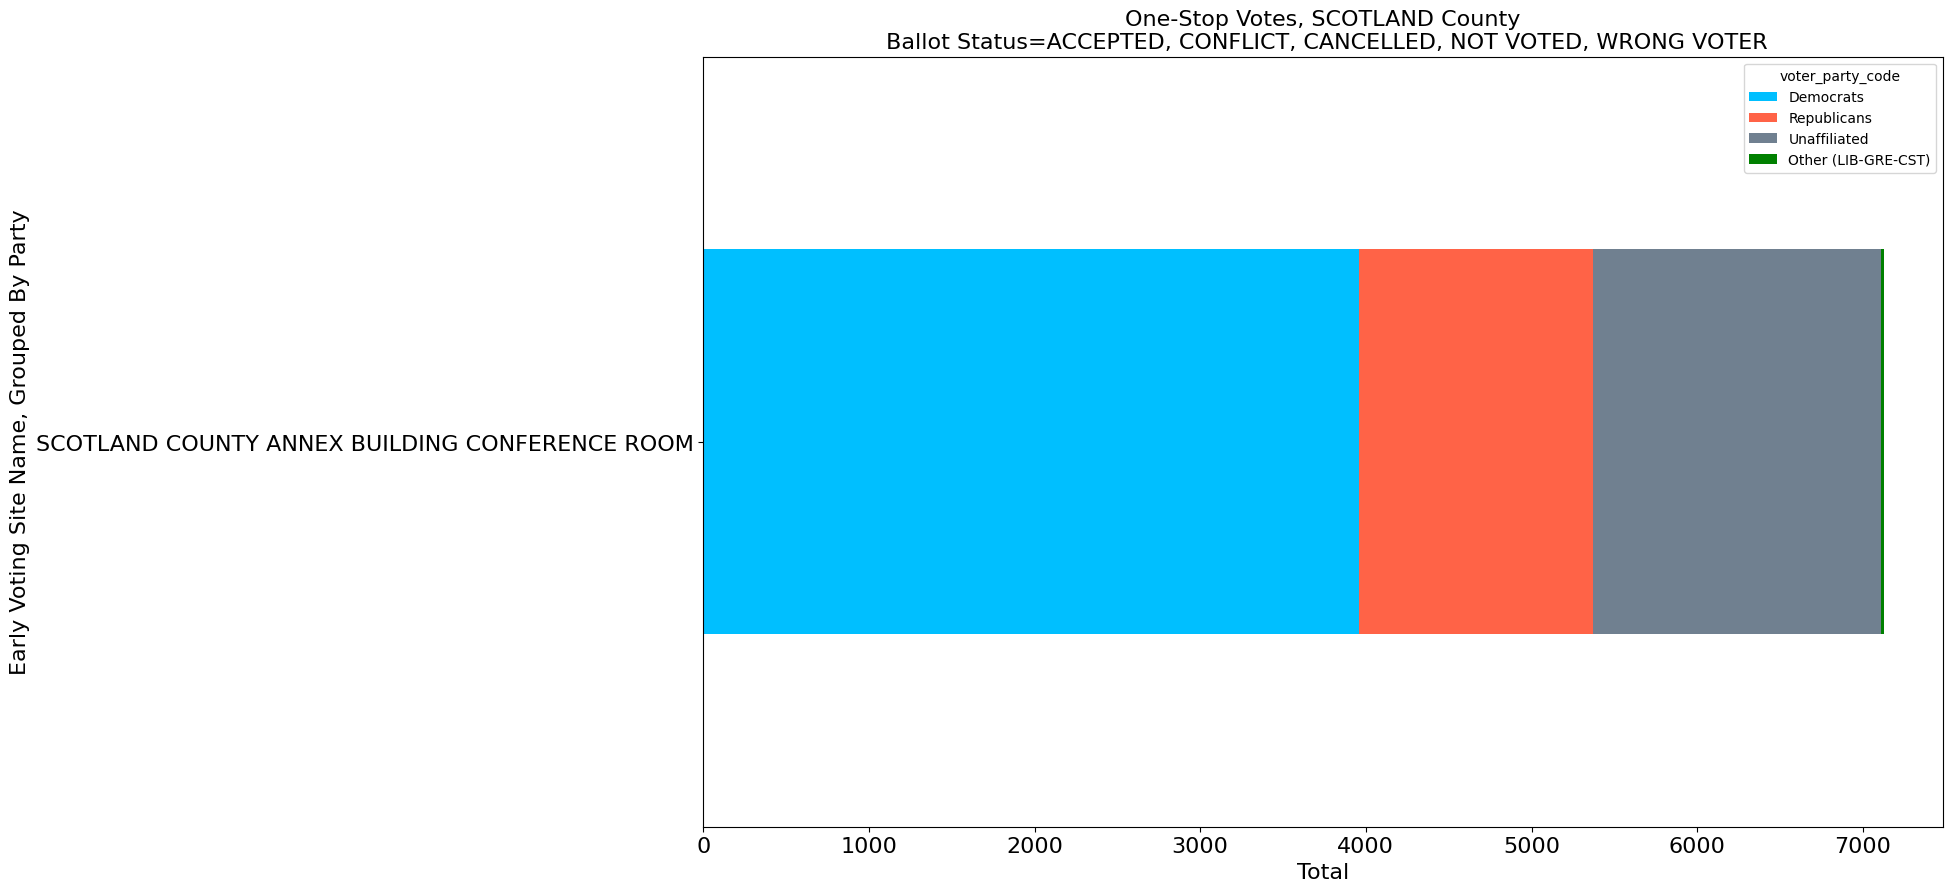 One-Stop Votes, SCOTLAND County
Ballot Status=ACCEPTED, CONFLICT, CANCELLED, NOT VOTED, WRONG VOTER
voter_party_code
Democrats
Republicans
Unaffiliated
Other (LIB-GRE-CST)
Early Voting Site Name, Grouped By Party
SCOTLAND COUNTY ANNEX BUILDING CONFERENCE ROOM
0 1000 2000 3000 4000 5000 6000 7000
Total